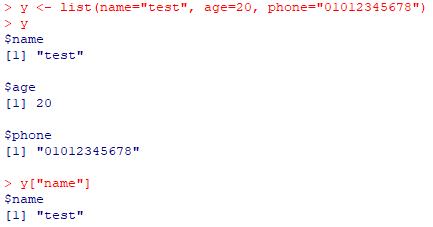 > y <- list(name="test", age=20, phone="01012345678")
> y
$name
[1] "test"
$age
[1] 20
$phone
[1] "01012345678"
> y["name"]
$name
[1] "test"